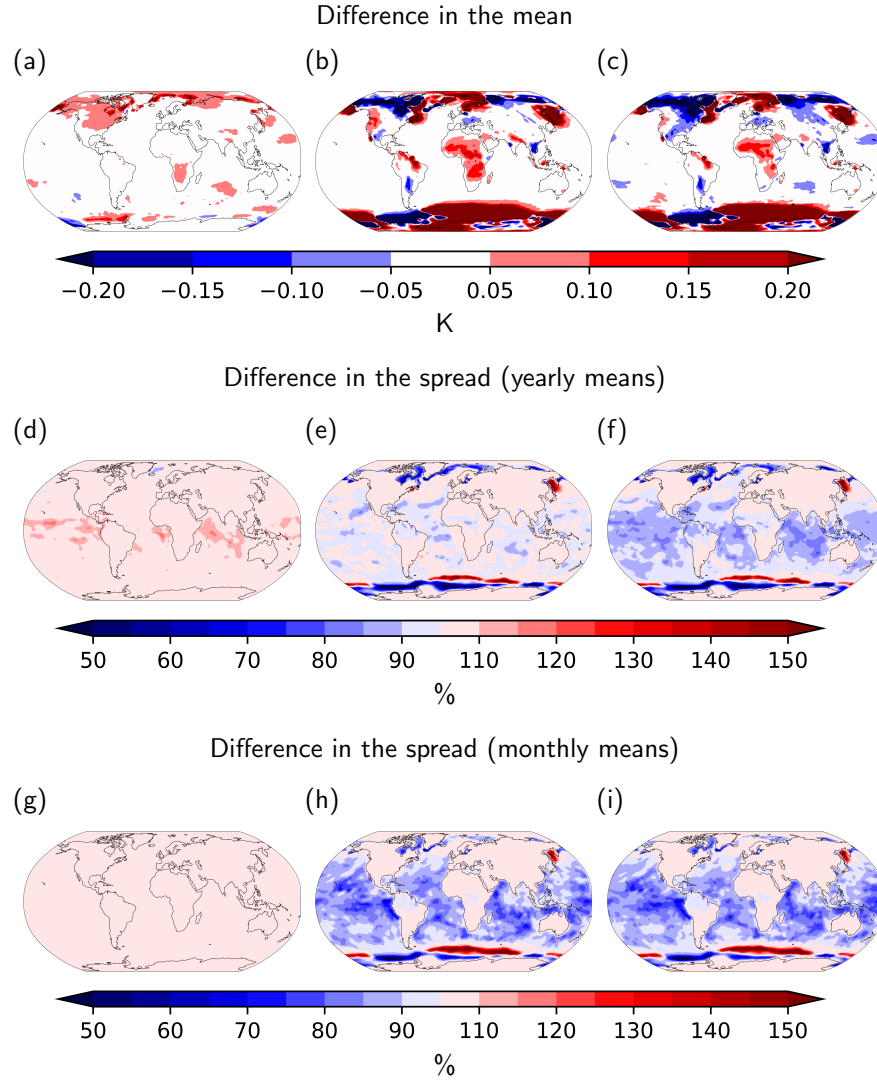 Difference in the mean
(a) (b) (c)
−0.20 −0.15 −0.10 −0.05 0.05 0.10 0.15 0.20
K
Difference in the spread (yearly means)
(d) (e) (f)
50 60 70 80 90 110 120 130 140 150
%
Difference in the spread (monthly means)
(g) (h) (i)
50 60 70 80 90 110 120 130 140 150
%